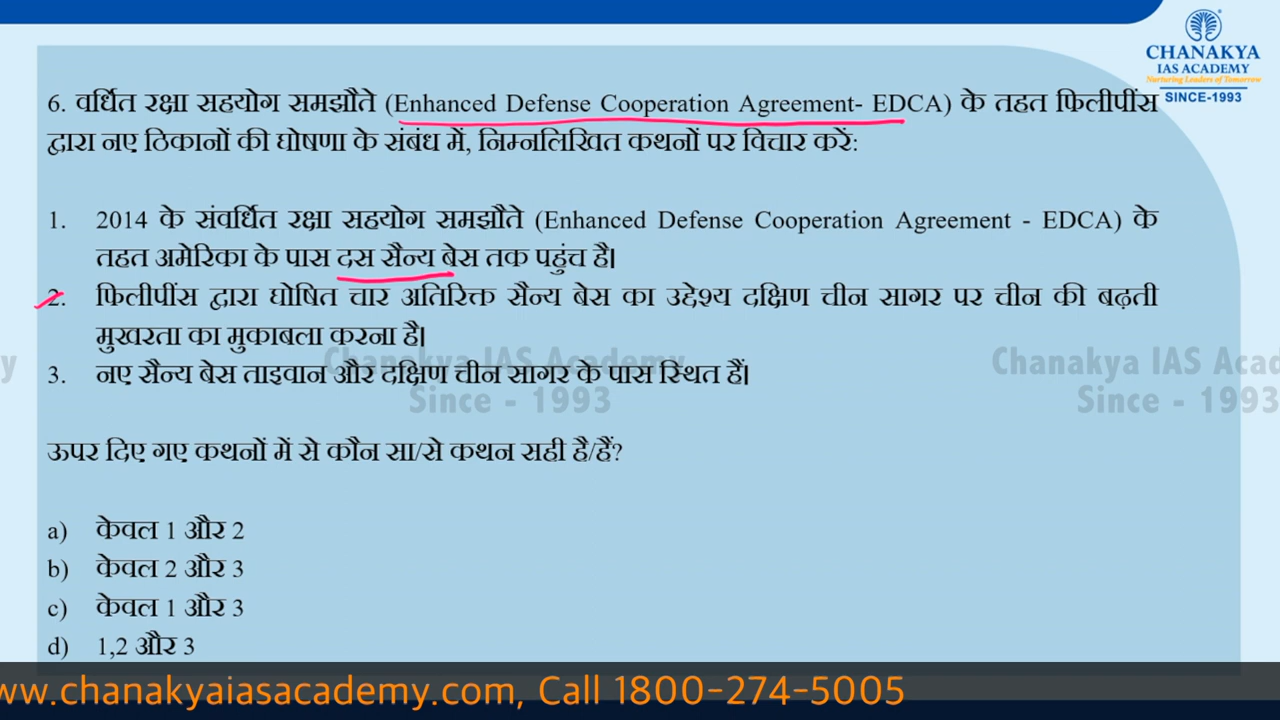 CHANAKYA
IAS ACADEMY
Nurturing Leaders of Tomorrow
SINCE-1993
6. वर्धित रक्षा सहयोग समझौते (Enhanced Defense Cooperation Agreement- EDCA) के तहत फिलीपींस
द्वारा नए ठिकानों की घोषणा के संबंध में, निम्नलिखित कथनों पर विचार करें:
1. 2014 के संवर्धित रक्षा सहयोग समझौते (Enhanced Defense Cooperation Agreement - EDCA) के
तहत अमेरिका के पास दस सैन्य बेस तक पहुंच है।
2. फिलीपींस द्वारा घोषित चार अतिरिक्त सैन्य बेस का उद्देश्य दक्षिण चीन सागर पर चीन की बढ़ती
मुखरता का मुकाबला करना है।
3. नए सैन्य बेस ताइवान और दक्षिण चीन सागर के पास स्थित हैं।
y Chanakya IAS Academy Chanakya IAS Acad
Since - 1993 Since - 1993
ऊपर दिए गए कथनों में से कौन सा/से कथन सही है/हैं?
a) केवल 1 और 2
b) केवल 2 और 3
c) केवल 1 और 3
d) 1,2 और 3
ww.chanakyaiasacademy.com, Call 1800-274-5005